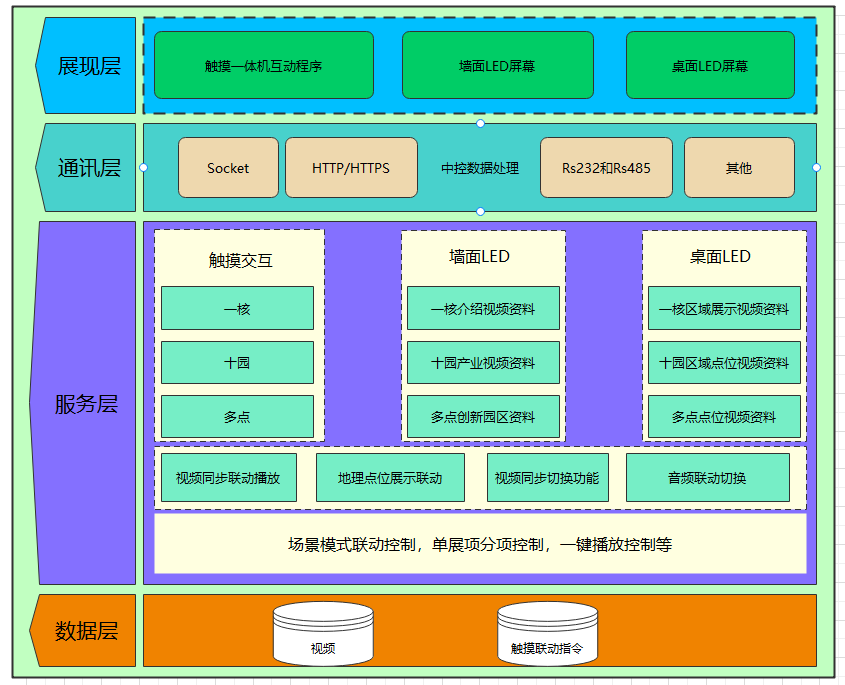 展现层
触摸一体机互动程序
墙面LED屏幕
桌面LED屏幕
通讯层
Socket
HTTP/HTTPS
中控数据处理
Rs232和Rs485
其他
服务层
触摸交互
一核
十园
多点
墙面LED
一核介绍视频资料
十园产业视频资料
多点创新园区资料
桌面LED
一核区域展示视频资料
十园区域点位视频资料
多点点位视频资料
视频同步联动播放
地理点位展示联动
视频同步切换功能
音频联动切换
场景模式联动控制，单展项分项控制，一键播放控制等
数据层
视频
触摸联动指令